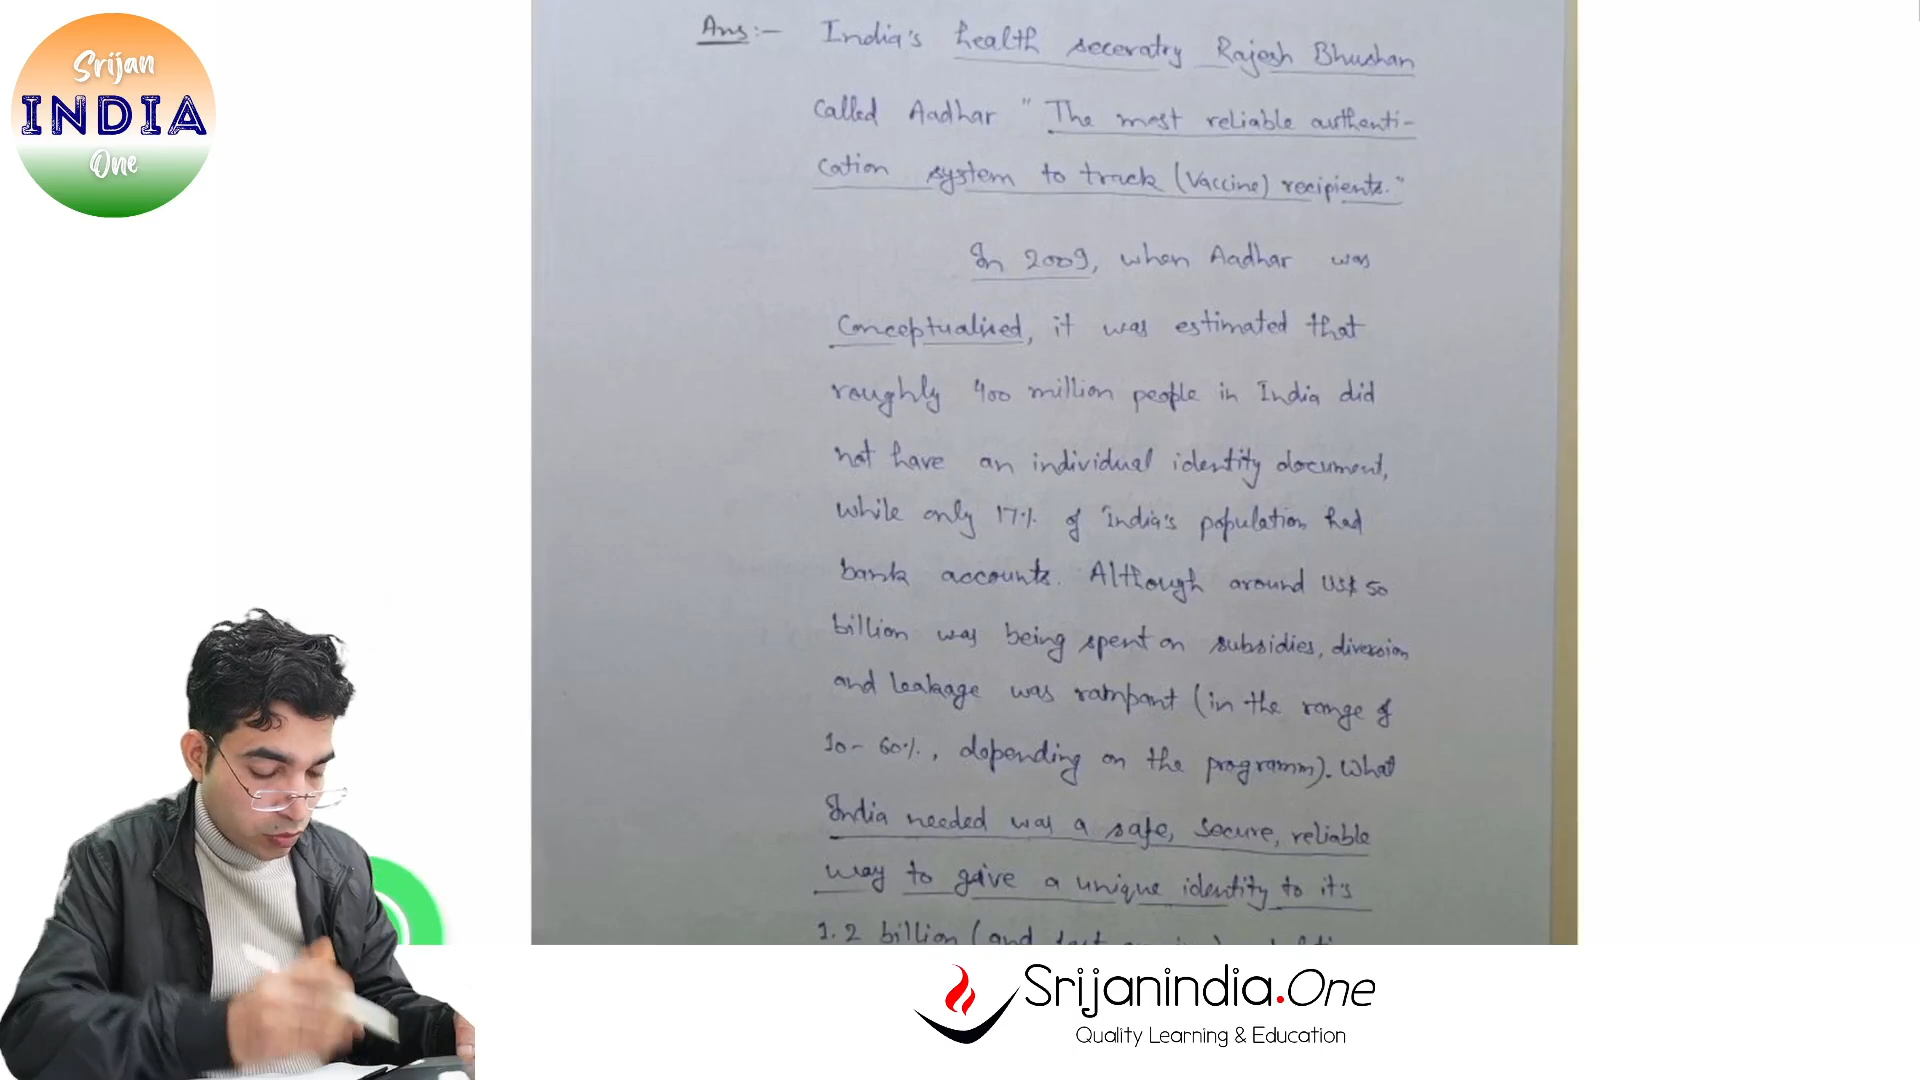 Srijan
INDIA
One
Ans:- India's health seceratry Rajesh Bhushan
called Aadhar "The most reliable authenti-
cation system to track (vaccine) recipients."
In 2009, when Aadhar was
Conceptualised, it was estimated that
roughly 400 million people in India did
not have an individual identity document,
while only 17% of India's population had
bank accounts. Although around US$ 50
billion was being spent on subsidies, diversion
and leakage was rampant (in the range of
10-60%, depending on the programm). What
India needed was a safe, secure, reliable
way to give a unique identity to it's
1.2 billion (and
Srijanindia.One
Quality Learning & Education